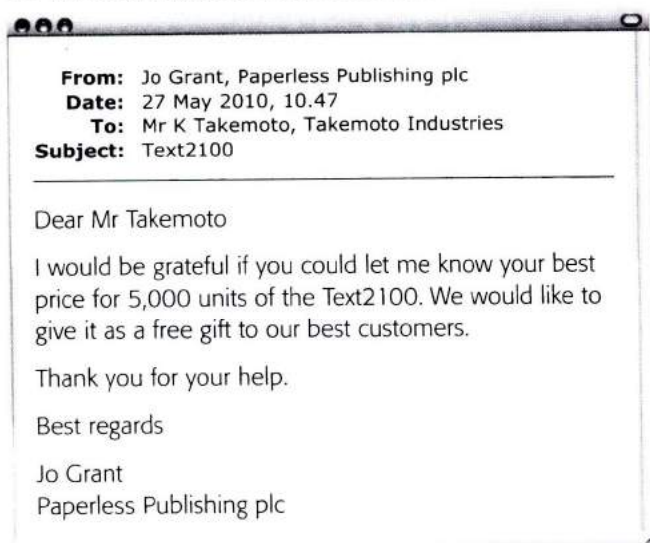 From: Jo Grant, Paperless Publishing plc
Date: 27 May 2010, 10.47
To: Mr K Takemoto, Takemoto Industries
Subject: Text2100
Dear Mr Takemoto
I would be grateful if you could let me know your best
price for 5,000 units of the Text2100. We would like to
give it as a free gift to our best customers.
Thank you for your help.
Best regards
Jo Grant
Paperless Publishing plc